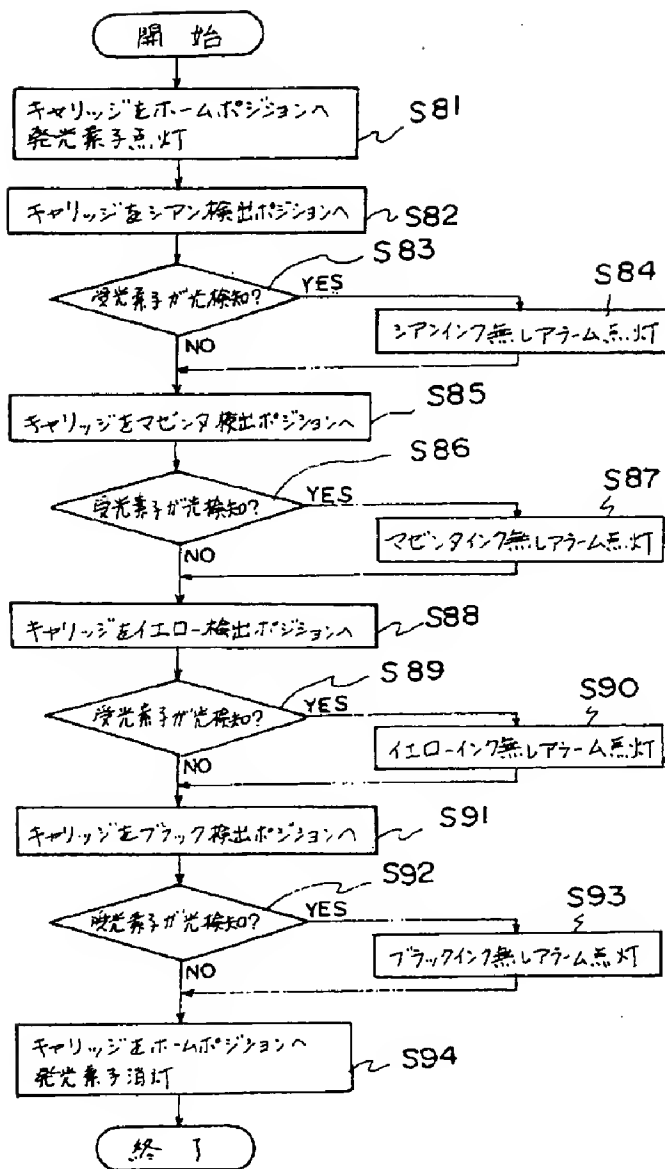 開始
キャリッジをホームポジションへ
発光素子点灯
S81
キャリッジをシアン検出ポジションへ
S82
受光素子が光検知?
S83
YES
S84
シアンインク無しアラーム点灯
NO
キャリッジをマゼンタ検出ポジションへ
S85
受光素子が光検知?
S86
YES
S87
マゼンタインク無しアラーム点灯
NO
キャリッジをイエロー検出ポジションへ
S88
受光素子が光検知?
S89
YES
S90
イエローインク無しアラーム点灯
NO
キャリッジをブラック検出ポジションへ
S91
受光素子が光検知?
S92
YES
S93
ブラックインク無しアラーム点灯
NO
キャリッジをホームポジションへ
発光素子消灯
S94
終了